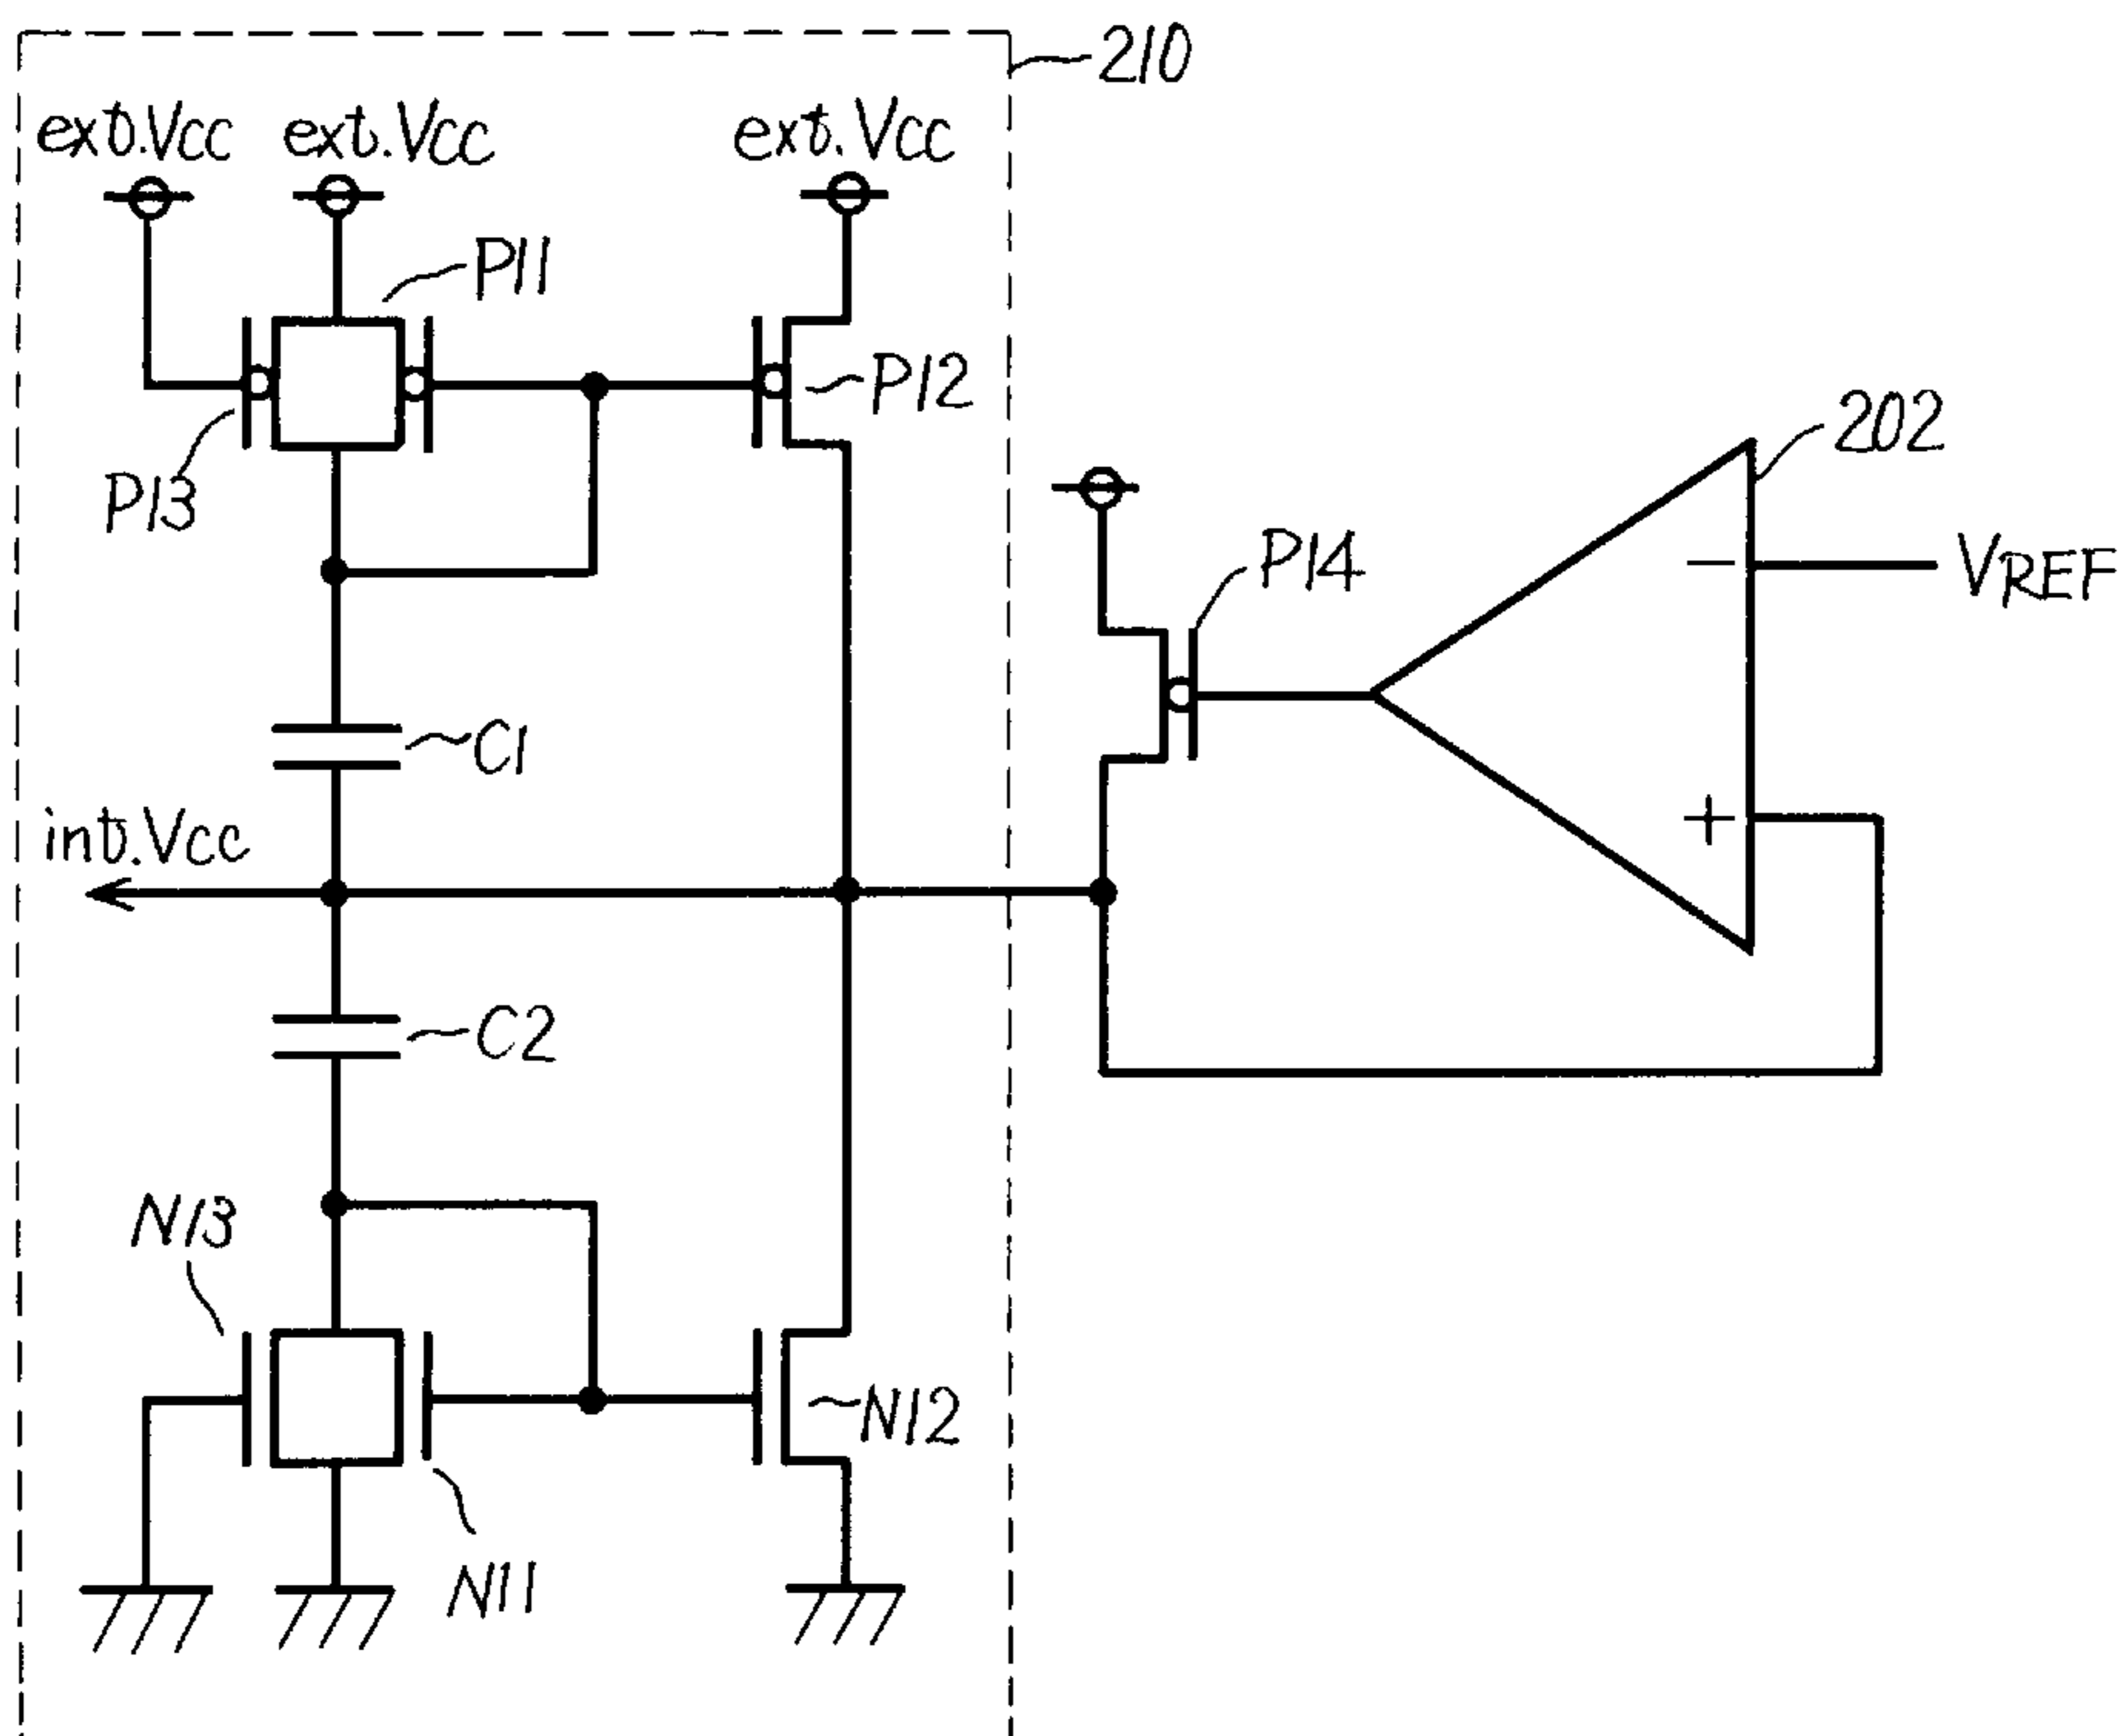 210
ext.Vcc ext.Vcc ext.Vcc
P11
P12
P13
202
P14
- VREF
C1
+
int.Vcc
C2
N13
N12
N11